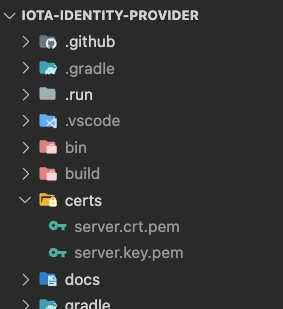 IOTA-IDENTITY-PROVIDER
.github
.gradle
.run
.vscode
bin
build
certs
server.crt.pem
server.key.pem
docs
gradle